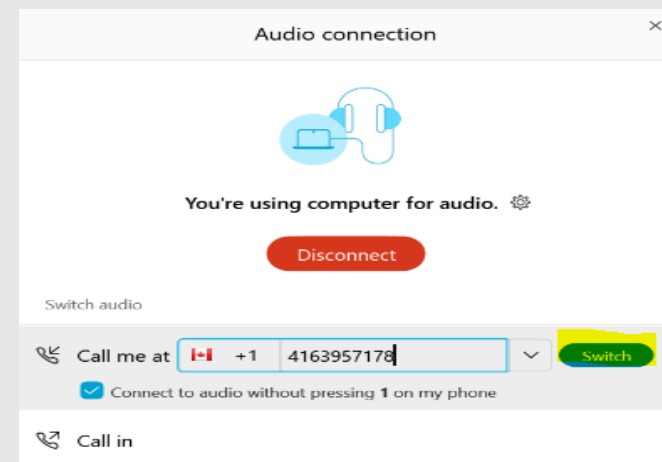 Audio connection
You're using computer for audio.
Disconnect
Switch audio
Call me at +1 4163957178 Switch
Connect to audio without pressing 1 on my phone
Call in